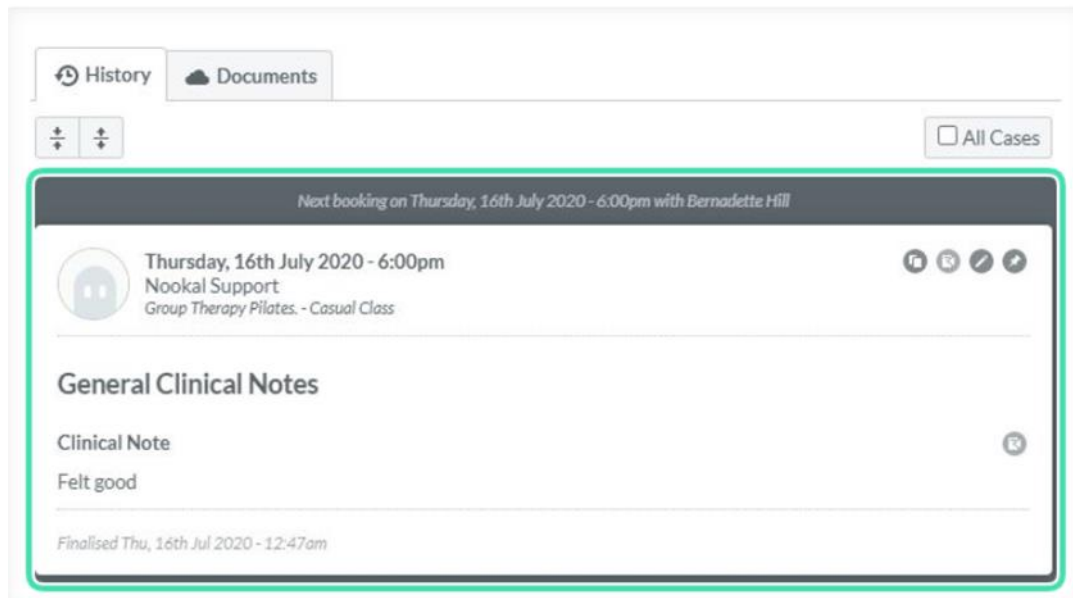 History
Documents
All Cases
Next booking on Thursday, 16th July 2020 - 6:00pm with Bernadette Hill
Thursday, 16th July 2020 - 6:00pm
Nookal Support
Group Therapy Pilates. - Casual Class
General Clinical Notes
Clinical Note
Felt good
Finalised Thu, 16th Jul 2020 - 12:47am